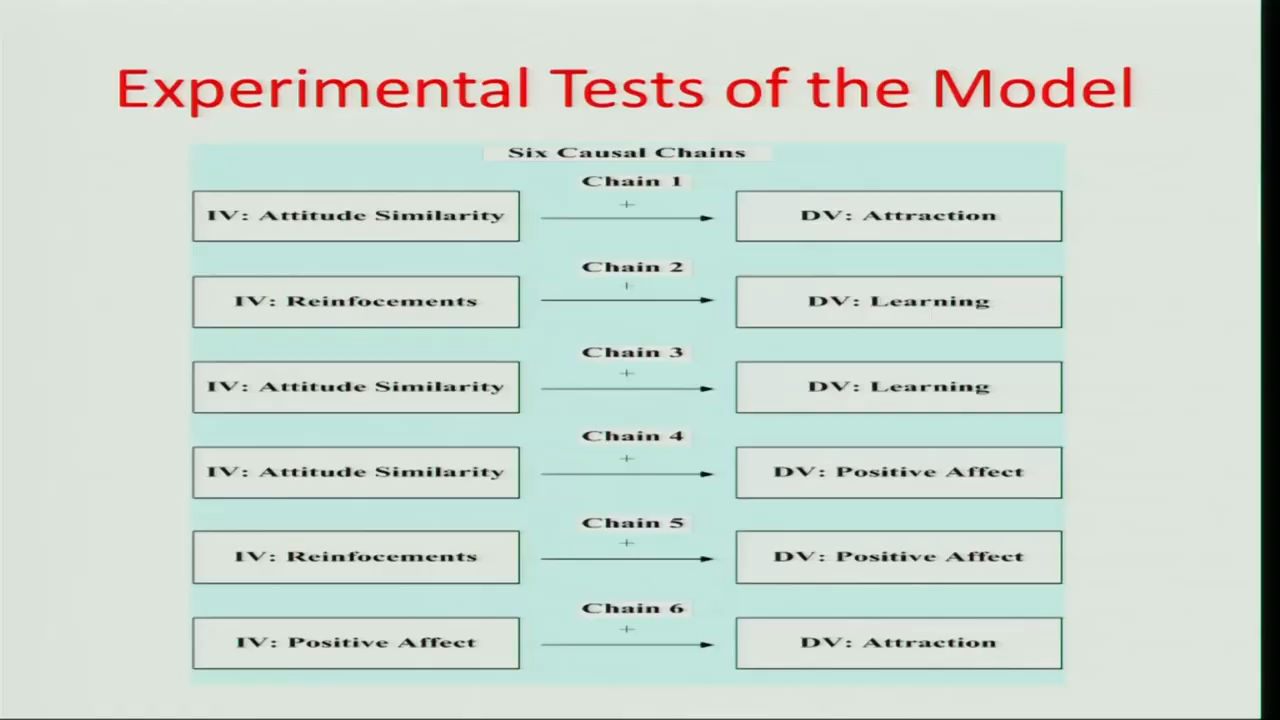 Experimental Tests of the Model
Six Causal Chains
Chain 1
IV: Attitude Similarity
+
DV: Attraction
Chain 2
IV: Reinfocements
+
DV: Learning
Chain 3
IV: Attitude Similarity
+
DV: Learning
Chain 4
IV: Attitude Similarity
+
DV: Positive Affect
Chain 5
IV: Reinfocements
+
DV: Positive Affect
Chain 6
IV: Positive Affect
+
DV: Attraction